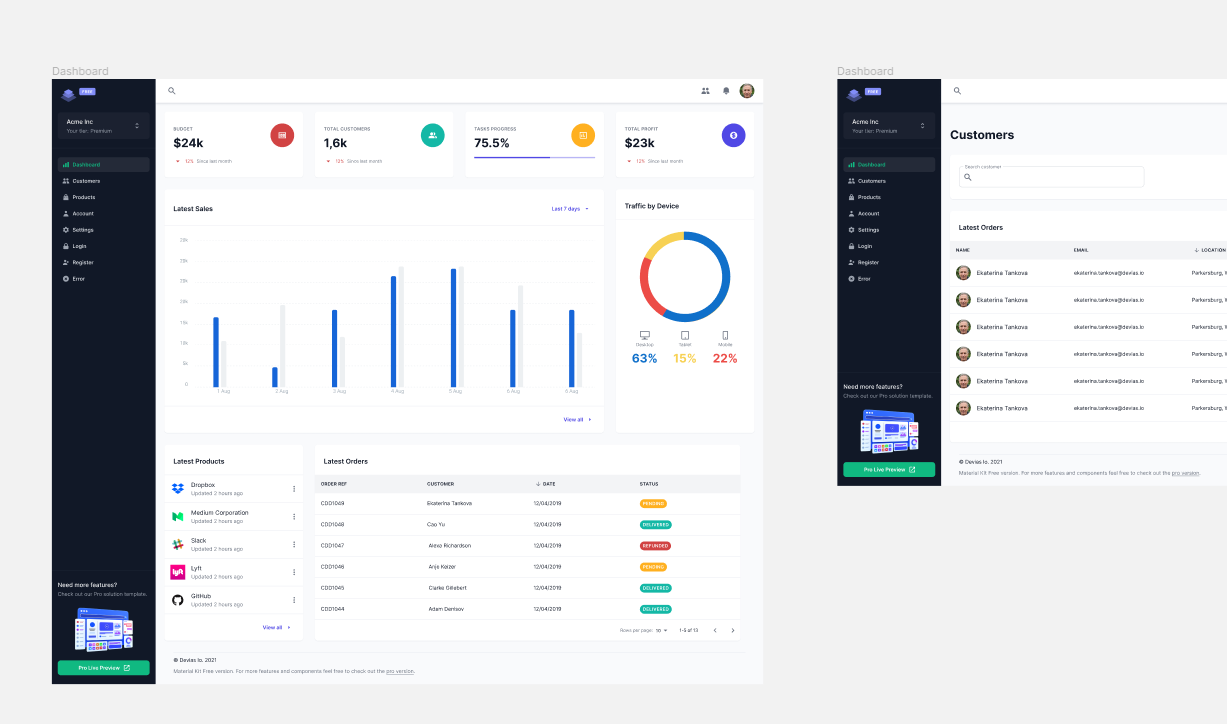 Dashboard
FREE
Acme Inc
Your tier: Premium
Dashboard
Customers
Products
Account
Settings
Login
Register
Error
Need more features?
Check out our Pro solution template.
Pro Live Preview
BUDGET
$24k
12% Since last month
TOTAL CUSTOMERS
1,6k
13% Since last month
TASKS PROGRESS
75.5%
TOTAL PROFIT
$23k
12% Since last month
Latest Sales
Last 7 days
20k
15k
10k
5k
0
1 Aug
2 Aug
3 Aug
4 Aug
5 Aug
6 Aug
View all
Traffic by Device
Desktop
Tablet
Mobile
63%
15%
22%
Latest Products
Dropbox
Updated 2 hours ago
Medium Corporation
Updated 2 hours ago
Slack
Updated 2 hours ago
Lyft
Updated 2 hours ago
GitHub
Updated 2 hours ago
View all
Latest Orders
ORDER REF CUSTOMER DATE STATUS
CDD1049 Ekaterina Tankova 12/04/2019 PENDING
CDD1048 Cao Yu 12/04/2019 DELIVERED
CDD1047 Alexa Richardson 12/04/2019 REFUNDED
CDD1046 Anje Keizer 12/04/2019 PENDING
CDD1045 Clarke Gillebert 12/04/2019 DELIVERED
CDD1044 Adam Denisov 12/04/2019 DELIVERED
Rows per page: 10 1-5 of 13
© Devias Io. 2021
Material Kit Free version. For more features and components feel free to check out the pro version.
Dashboard
FREE
Acme Inc
Your tier: Premium
Dashboard
Customers
Products
Account
Settings
Login
Register
Error
Need more features?
Check out our Pro solution template.
Pro Live Preview
Customers
Search customer
Latest Orders
NAME EMAIL LOCATION
Ekaterina Tankova ekaterina.tankova@devias.io Parkersburg,
Ekaterina Tankova ekaterina.tankova@devias.io Parkersburg,
Ekaterina Tankova ekaterina.tankova@devias.io Parkersburg,
Ekaterina Tankova ekaterina.tankova@devias.io Parkersburg,
Ekaterina Tankova ekaterina.tankova@devias.io Parkersburg,
Ekaterina Tankova ekaterina.tankova@devias.io Parkersburg,
© Devias Io. 2021
Material Kit Free version. For more features and components feel free to check out the pro version.